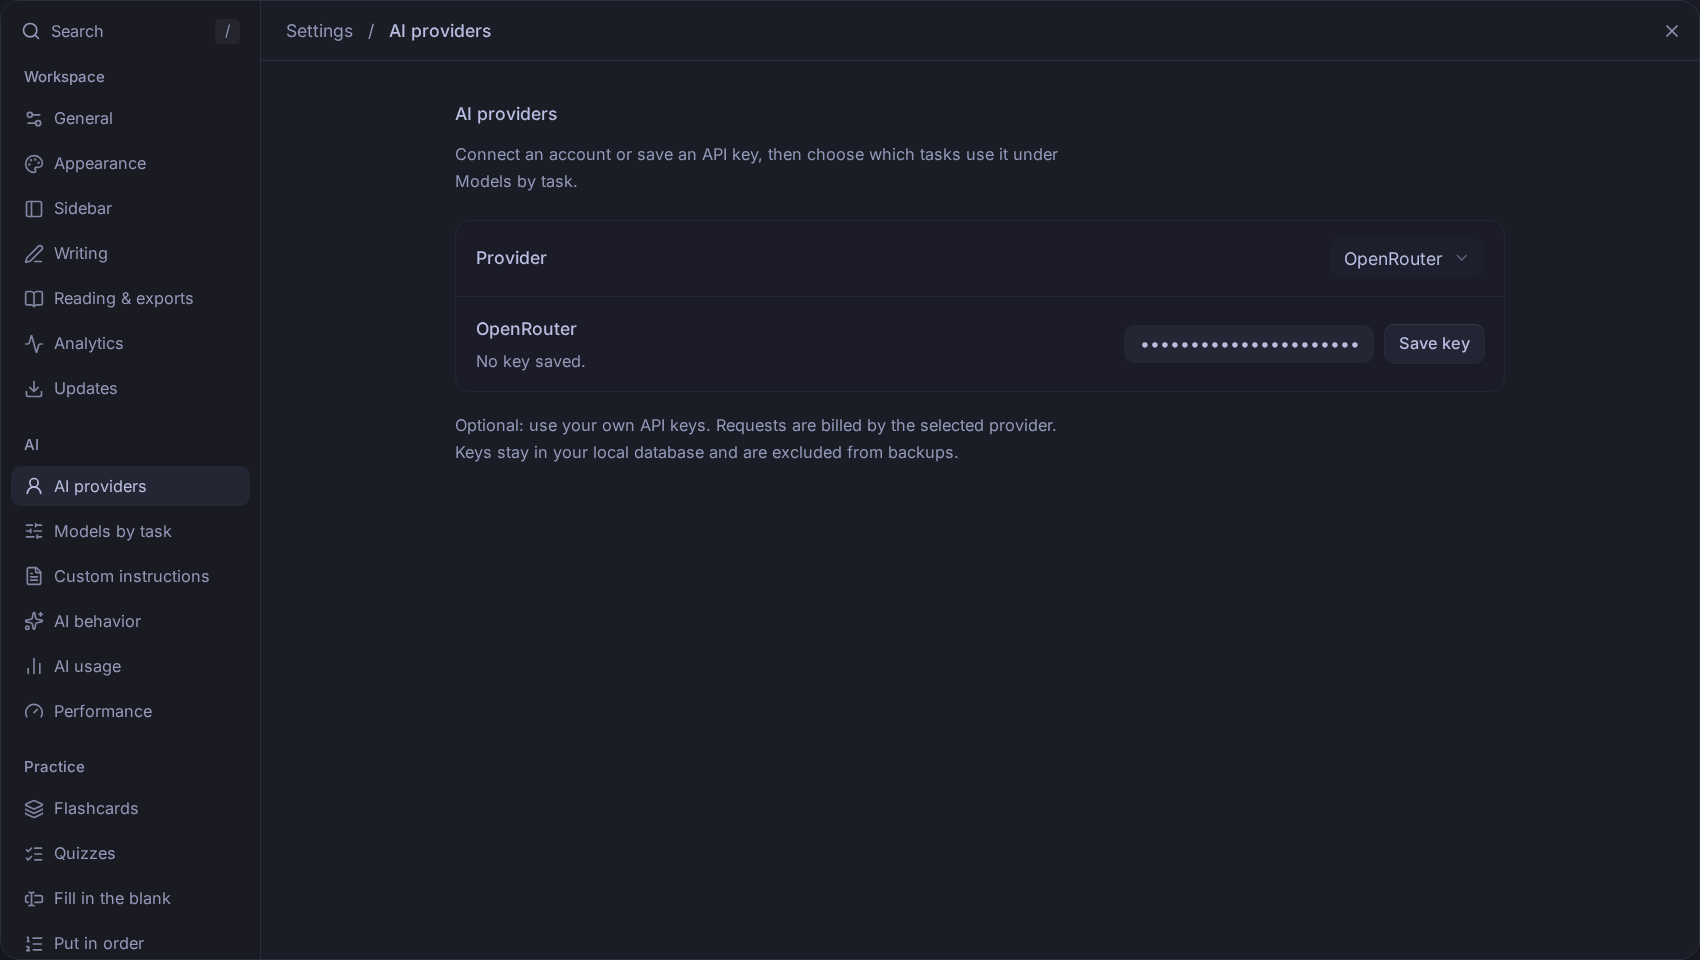 Search /
Settings / AI providers
Workspace
General
Appearance
Sidebar
Writing
Reading & exports
Analytics
Updates
AI
AI providers
Models by task
Custom instructions
AI behavior
AI usage
Performance
Practice
Flashcards
Quizzes
Fill in the blank
Put in order
AI providers
Connect an account or save an API key, then choose which tasks use it under
Models by task.
Provider
OpenRouter
OpenRouter
No key saved.
••••••••••••••••••••••
Save key
Optional: use your own API keys. Requests are billed by the selected provider.
Keys stay in your local database and are excluded from backups.